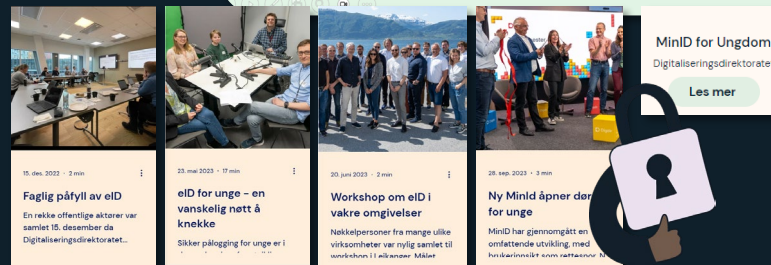 15. des. 2022 • 2 min
Faglig påfyll av eID
En rekke offentlige aktører var
samlet 15. desember da
Digitaliseringsdirektoratet...
23. mai 2023 • 17 min
eID for unge - en
vanskelig nøtt å
knekke
Sikker pålogging for unge er i
20. juni 2023 • 2 min
Workshop om eID i
vakre omgivelser
Nøkkelpersoner fra mange ulike
virksomheter var nylig samlet til
workshop i Leikanger. Målet
28. sep. 2023 • 3 min
Ny MinId åpner dør
for unge
MinID har gjennomgått en
omfattende utvikling, med
brukerinnsikt som rettesnor. N
MinID for Ungdom
Digitaliseringsdirektoratet
Les mer